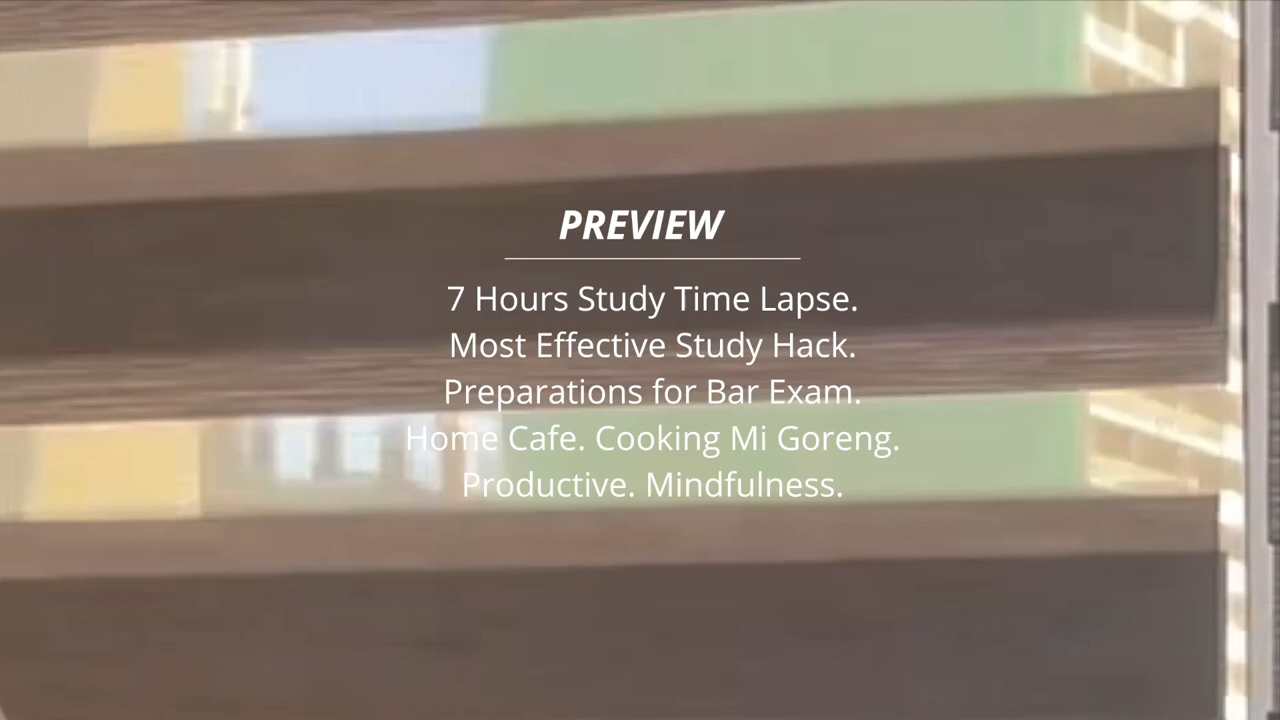 PREVIEW
7 Hours Study Time Lapse.
Most Effective Study Hack.
Preparations for Bar Exam.
Home Cafe. Cooking Mi Goreng.
Productive. Mindfulness.